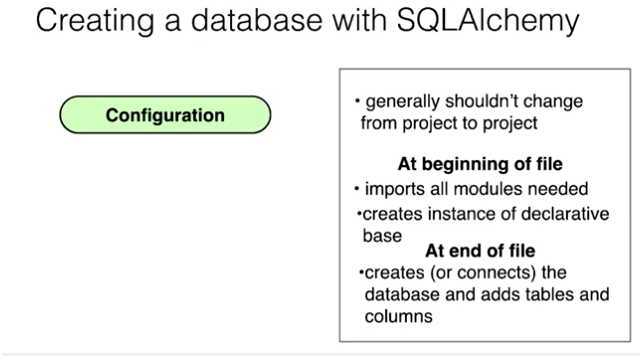 Creating a database with SQLAlchemy
Configuration
• generally shouldn't change
from project to project
At beginning of file
• imports all modules needed
•creates instance of declarative
base
At end of file
•creates (or connects) the
database and adds tables and
columns